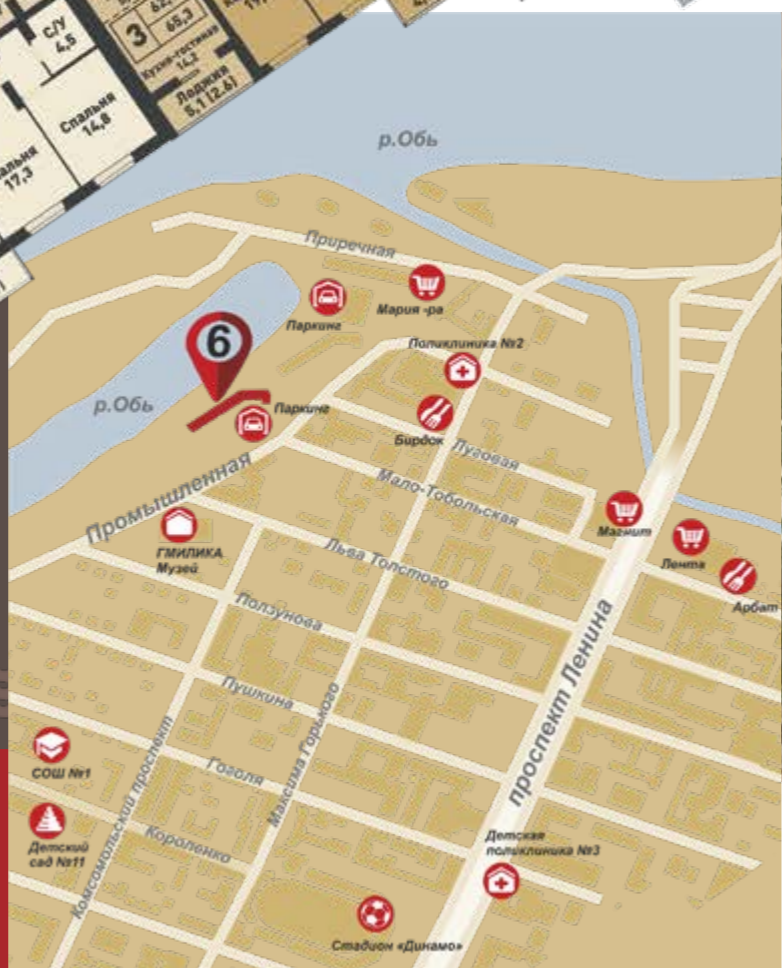 С/У
4,5
Спальня
14,8
17,3
3
65,3
Кухня-гостиная
14,2
Лоджия
5,1 (2,6)
р.Обь
Приречная
Паркинг
Мария -ра
6
Поликлиника №2
р.Обь
Паркинг
Бирдок
Луговая
Мало-Тобольская
Промышленная
Магнит
Лента
Арбат
ГМИЛИКА
Музей
Льва Толстого
Ползунова
Пушкина
проспект Ленина
Максима Горького
Гоголя
Комсомольский проспект
СОШ №1
Короленко
Детский
сад №11
Детская
поликлиника №3
Стадион «Динамо»